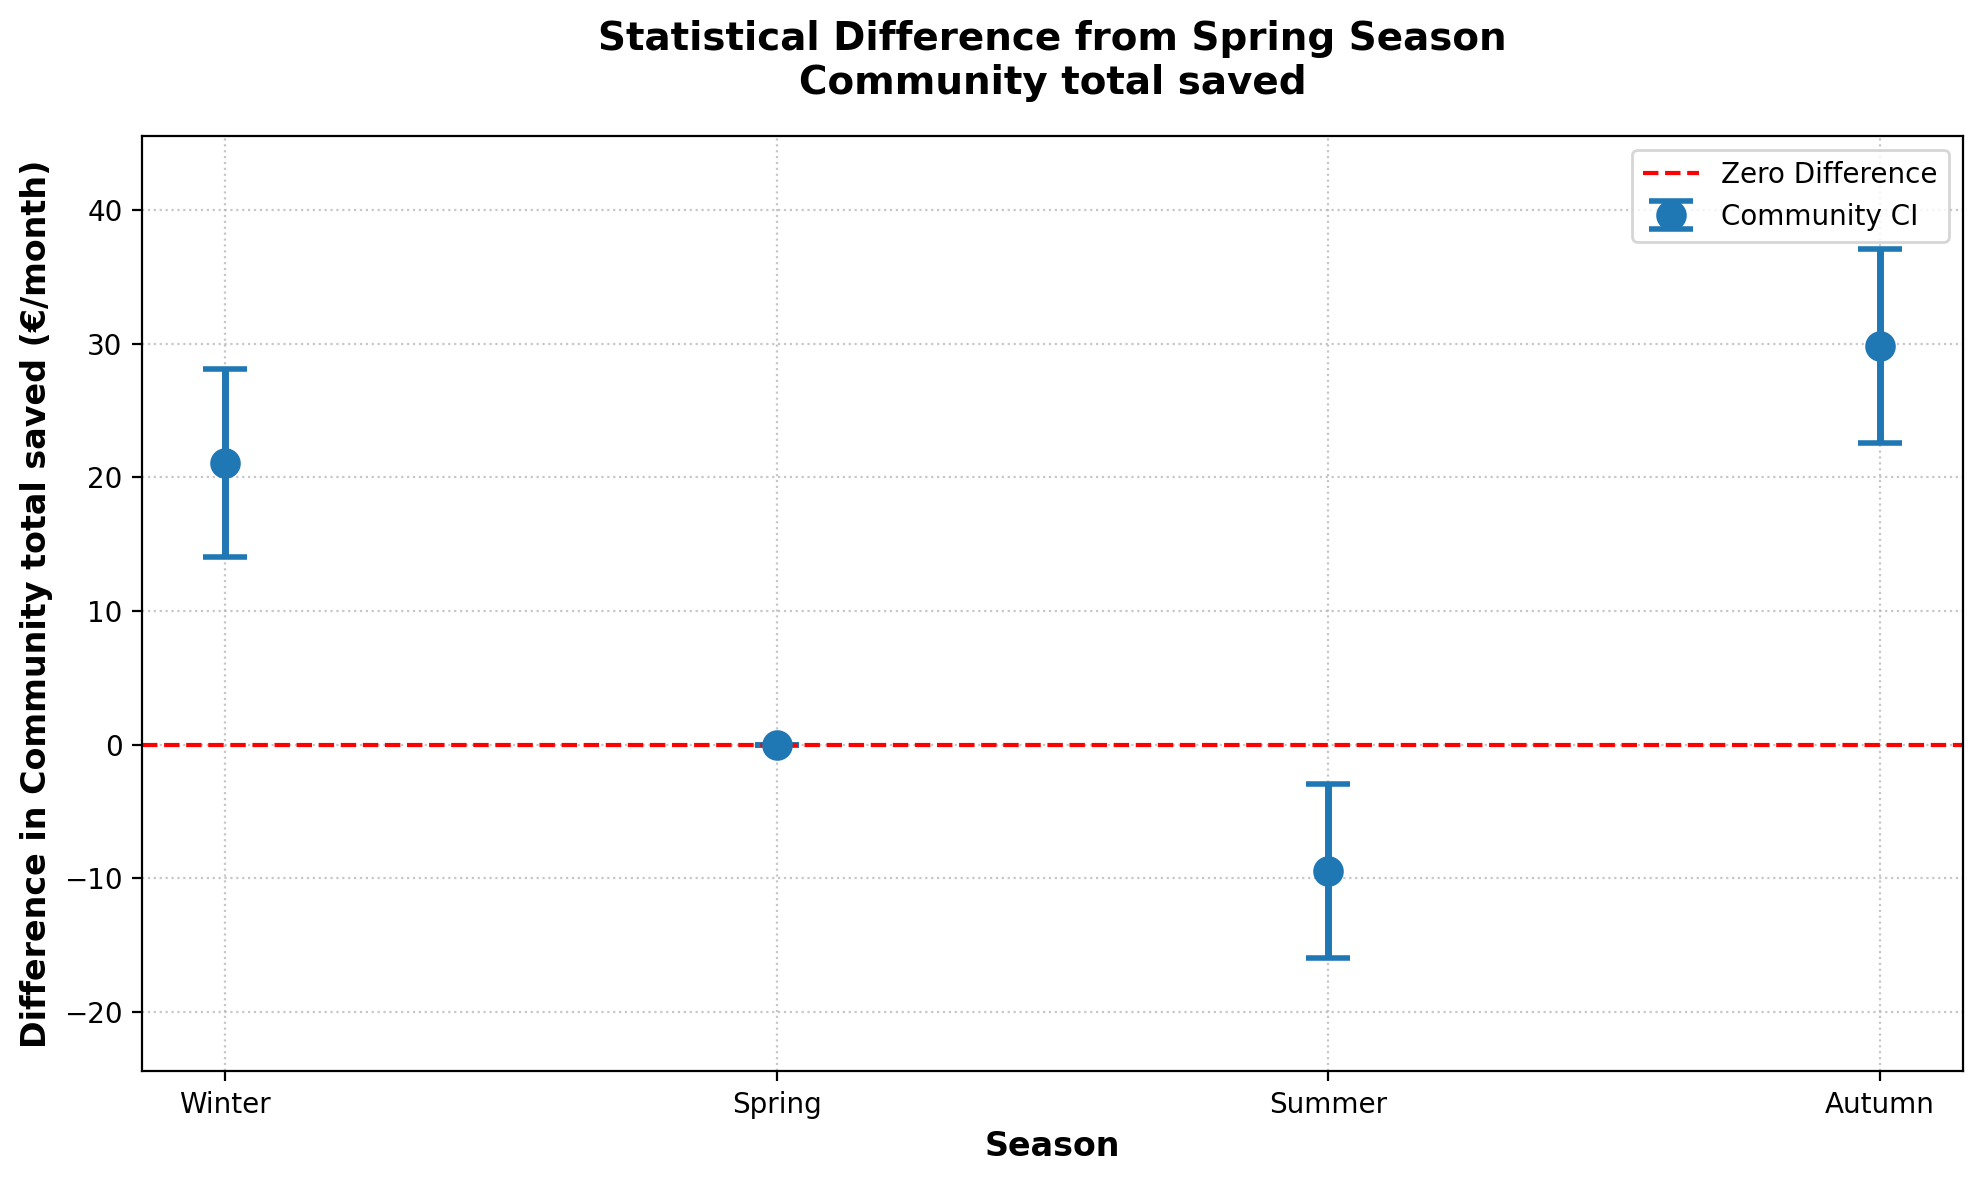 Statistical Difference from Spring Season
Community total saved
Difference in Community total saved (€/month)
40
30
20
10
0
−10
−20
Zero Difference
Community CI
Winter
Spring
Summer
Autumn
Season